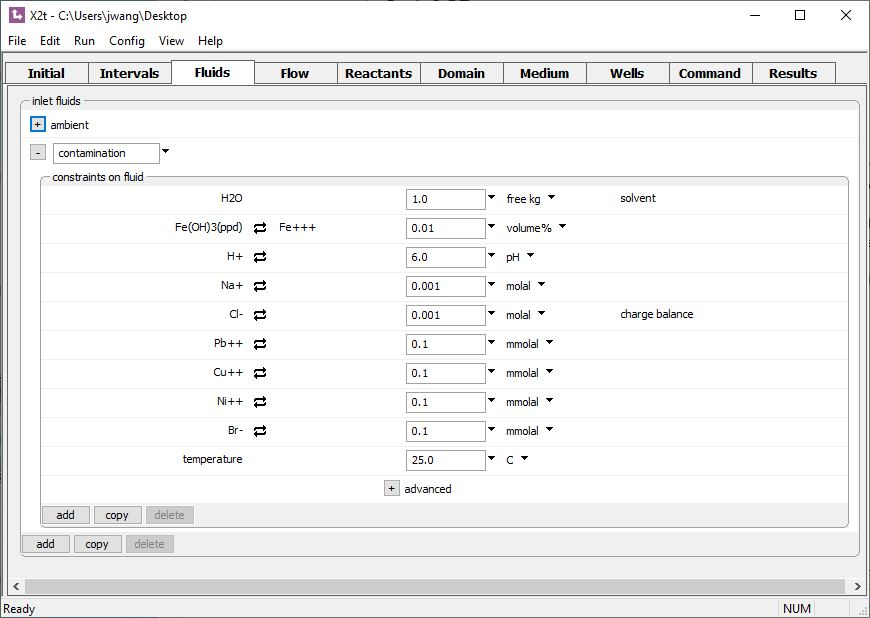 X2t - C:\Users\jwang\Desktop
File Edit Run Config View Help
Initial Intervals Fluids Flow Reactants Domain Medium Wells Command Results
inlet fluids
+ ambient
- contamination
constraints on fluid
H2O 1.0 free kg solvent
Fe(OH)3(ppd) Fe+++ 0.01 volume%
H+ 6.0 pH
Na+ 0.001 molal
Cl- 0.001 molal charge balance
Pb++ 0.1 mmolal
Cu++ 0.1 mmolal
Ni++ 0.1 mmolal
Br- 0.1 mmolal
temperature 25.0 C
+ advanced
add copy delete
add copy delete
Ready NUM